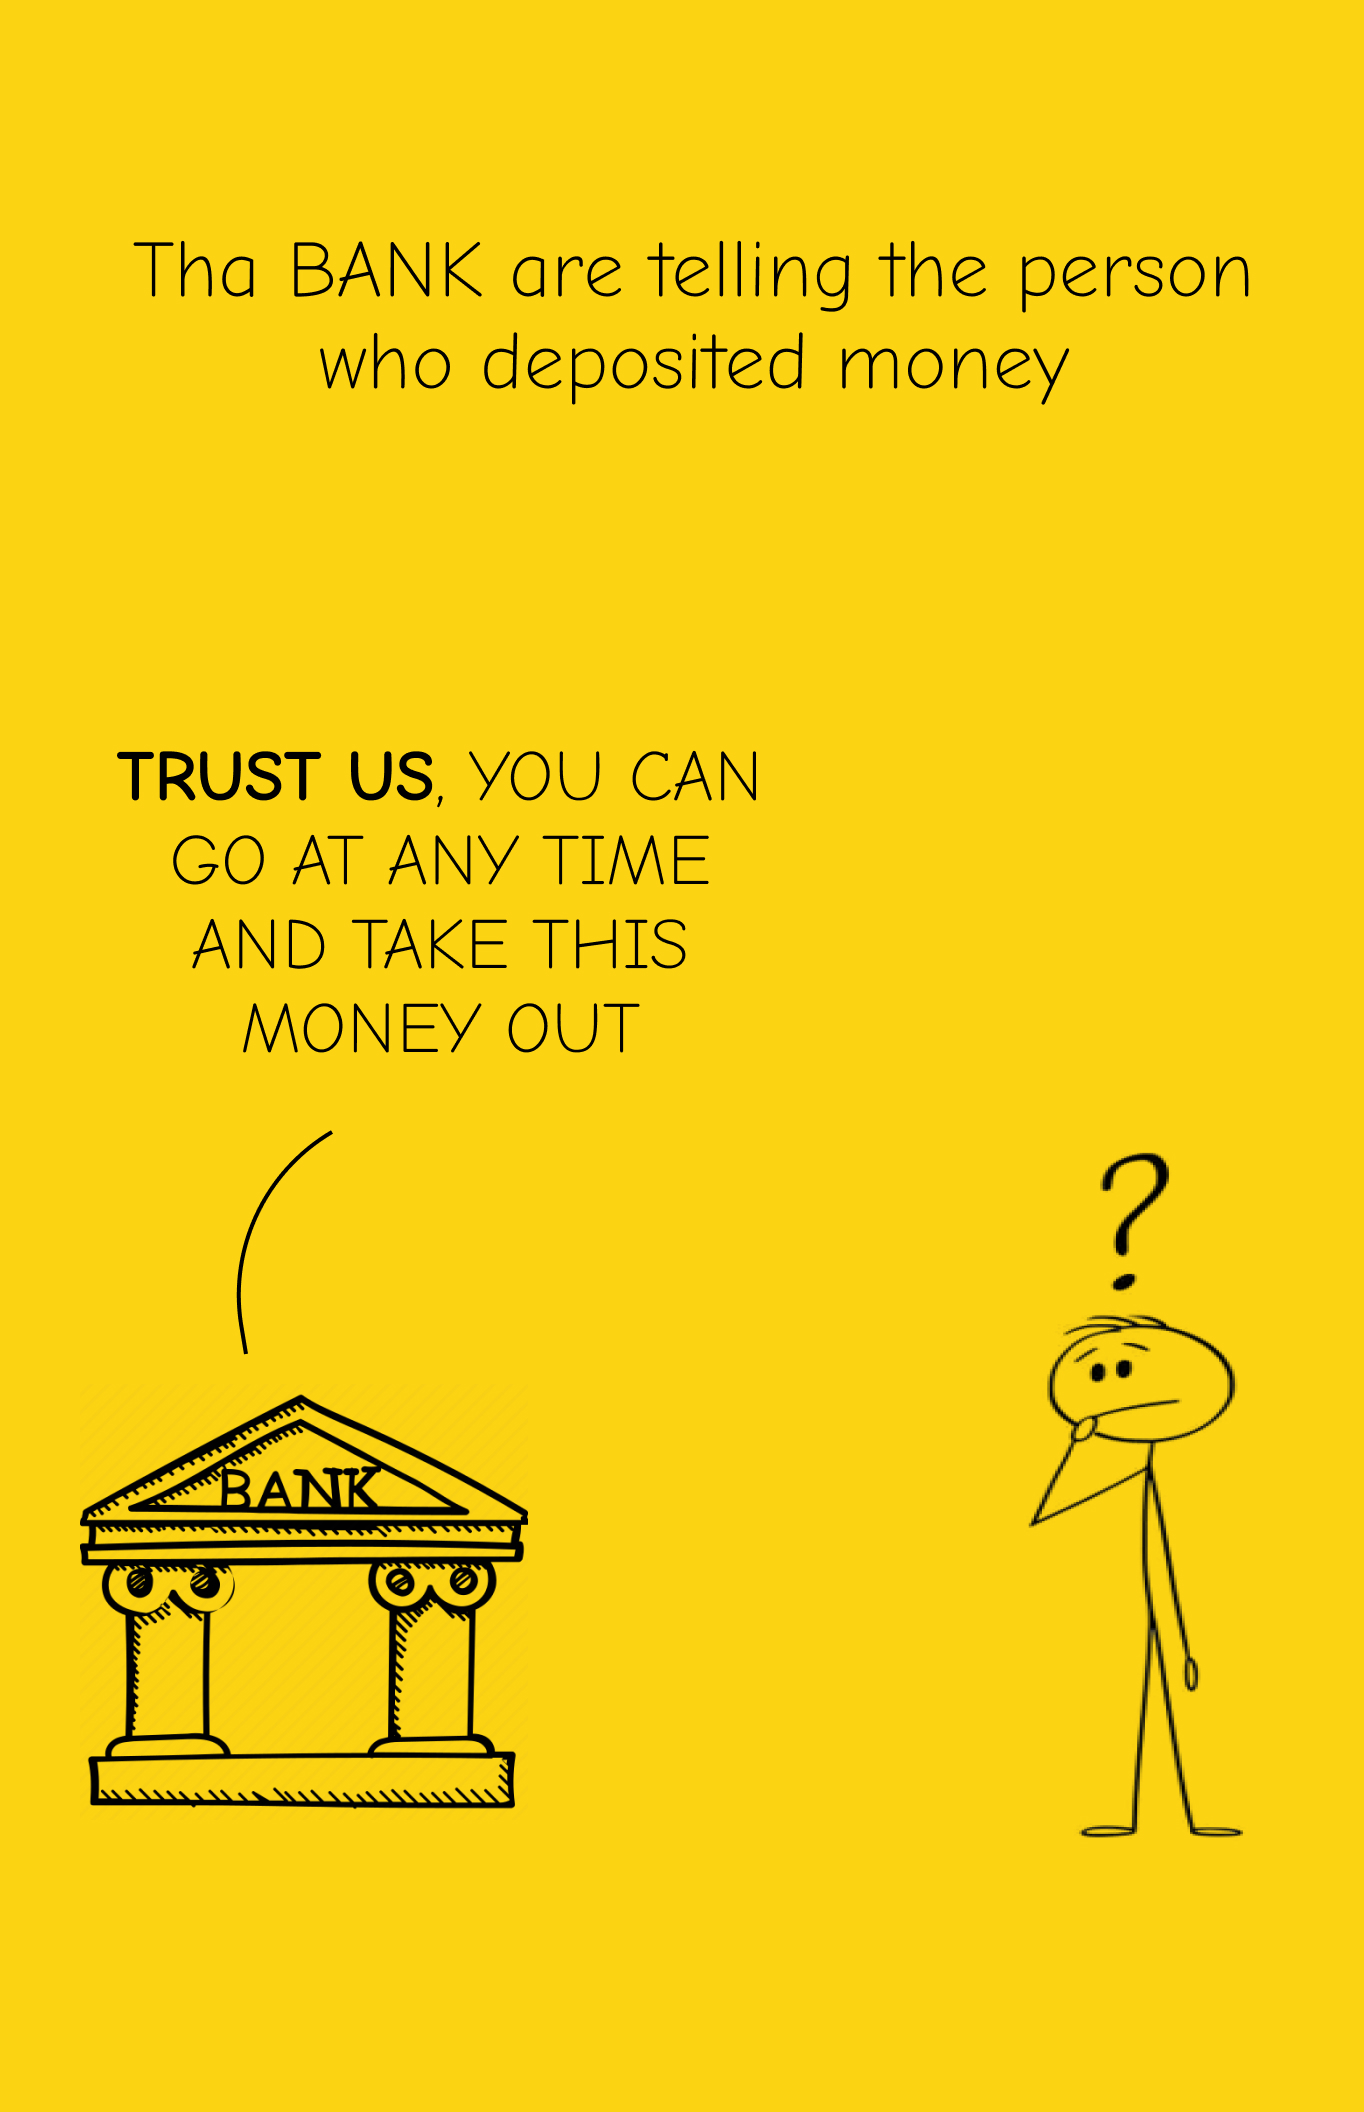 Tha BANK are telling the person
who deposited money
TRUST US, YOU CAN
GO AT ANY TIME
AND TAKE THIS
MONEY OUT
?
BANK